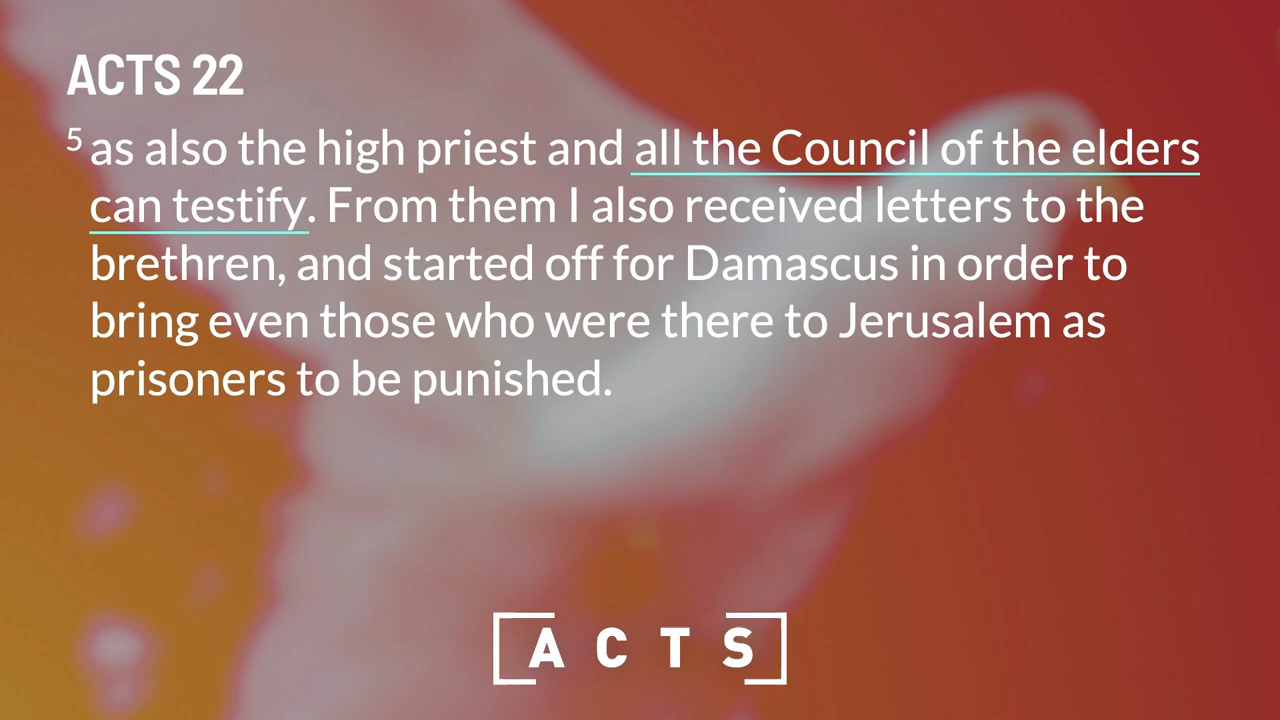 ACTS 22
5 as also the high priest and all the Council of the elders
can testify. From them I also received letters to the
brethren, and started off for Damascus in order to
bring even those who were there to Jerusalem as
prisoners to be punished.
ACTS